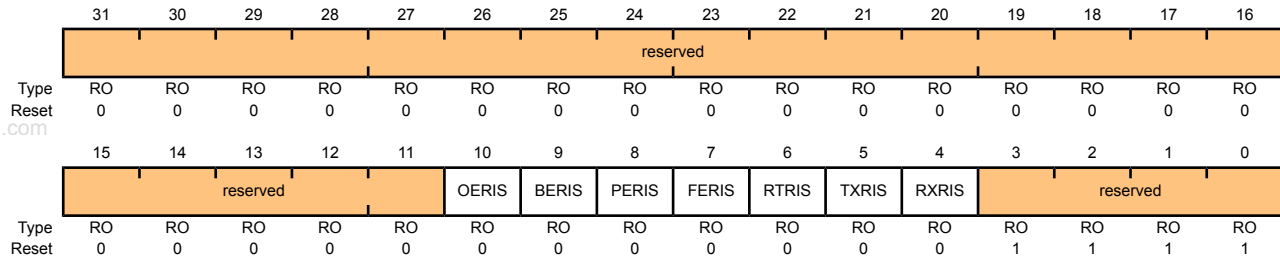 31 30 29 28 27 26 25 24 23 22 21 20 19 18 17 16
reserved
Type RO RO RO RO RO RO RO RO RO RO RO RO RO RO RO RO
Reset 0 0 0 0 0 0 0 0 0 0 0 0 0 0 0 0
.com
15 14 13 12 11 10 9 8 7 6 5 4 3 2 1 0
reserved OERIS BERIS PERIS FERIS RTRIS TXRIS RXRIS reserved
Type RO RO RO RO RO RO RO RO RO RO RO RO RO RO RO RO
Reset 0 0 0 0 0 0 0 0 0 0 0 0 1 1 1 1